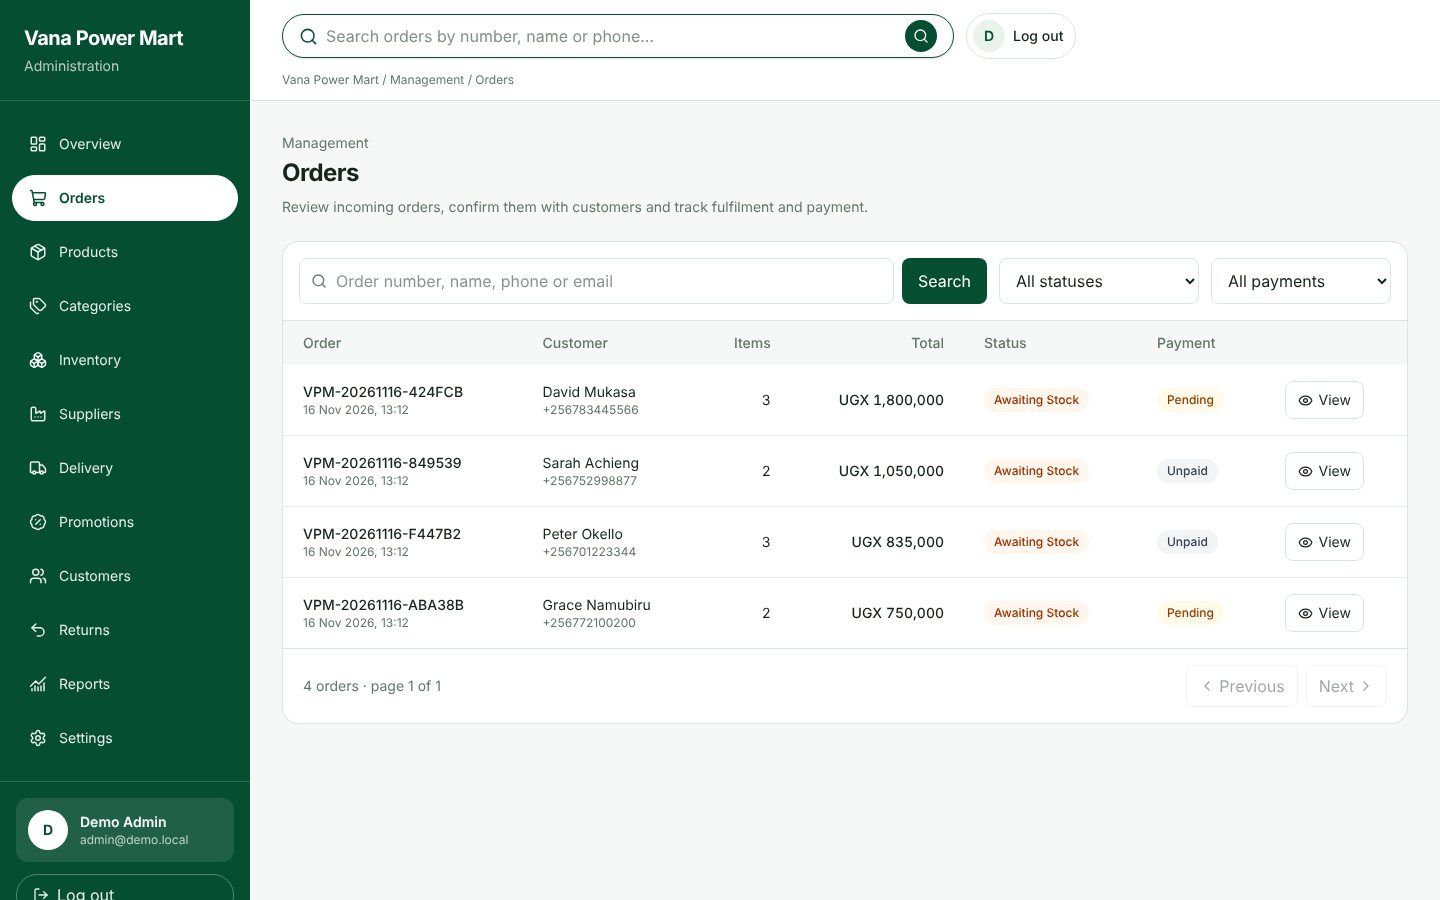 Vana Power Mart
Administration
Overview
Orders
Products
Categories
Inventory
Suppliers
Delivery
Promotions
Customers
Returns
Reports
Settings
D
Demo Admin
admin@demo.local
Log out
Search orders by number, name or phone...
D Log out
Vana Power Mart / Management / Orders
Management
Orders
Review incoming orders, confirm them with customers and track fulfilment and payment.
Order number, name, phone or email Search All statuses All payments
Order Customer Items Total Status Payment
VPM-20261116-424FCB David Mukasa 3 UGX 1,800,000 Awaiting Stock Pending View
16 Nov 2026, 13:12 +256783445566
VPM-20261116-849539 Sarah Achieng 2 UGX 1,050,000 Awaiting Stock Unpaid View
16 Nov 2026, 13:12 +256752998877
VPM-20261116-F447B2 Peter Okello 3 UGX 835,000 Awaiting Stock Unpaid View
16 Nov 2026, 13:12 +256701223344
VPM-20261116-ABA38B Grace Namubiru 2 UGX 750,000 Awaiting Stock Pending View
16 Nov 2026, 13:12 +256772100200
4 orders · page 1 of 1 Previous Next